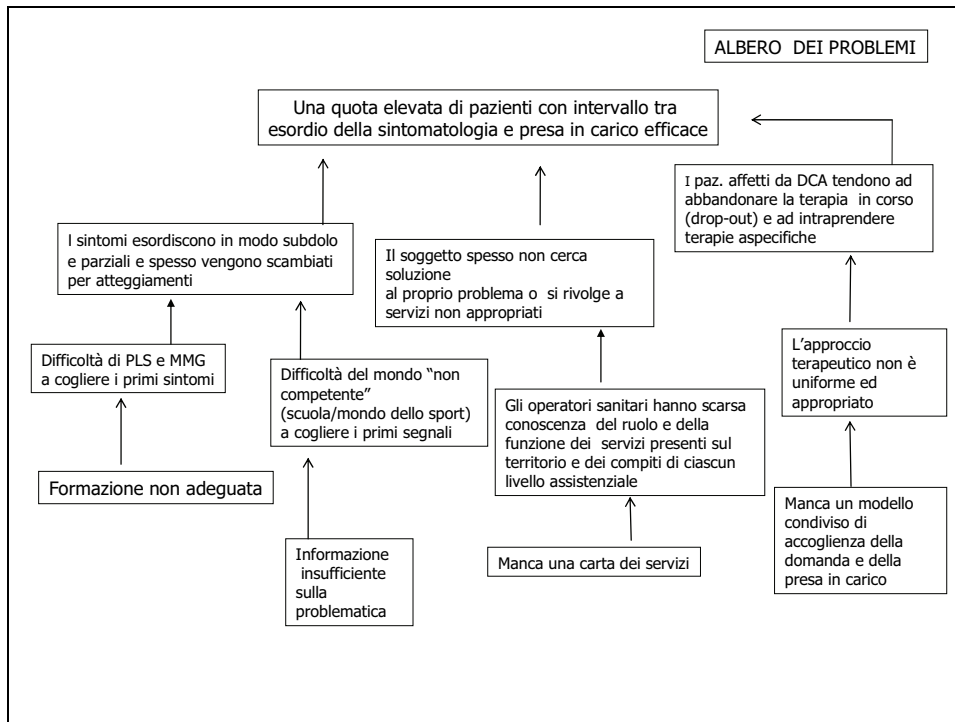 ALBERO DEI PROBLEMI
Una quota elevata di pazienti con intervallo tra
esordio della sintomatologia e presa in carico efficace
I sintomi esordiscono in modo subdolo
e parziali e spesso vengono scambiati
per atteggiamenti
Il soggetto spesso non cerca
soluzione
al proprio problema o si rivolge a
servizi non appropriati
I paz. affetti da DCA tendono ad
abbandonare la terapia in corso
(drop-out) e ad intraprendere
terapie aspecifiche
Difficoltà di PLS e MMG
a cogliere i primi sintomi
Difficoltà del mondo “non
competente”
(scuola/mondo dello sport)
a cogliere i primi segnali
Gli operatori sanitari hanno scarsa
conoscenza del ruolo e della
funzione dei servizi presenti sul
territorio e dei compiti di ciascun
livello assistenziale
L’approccio
terapeutico non è
uniforme ed
appropriato
Formazione non adeguata
Informazione
insufficiente
sulla
problematica
Manca una carta dei servizi
Manca un modello
condiviso di
accoglienza della
domanda e della
presa in carico